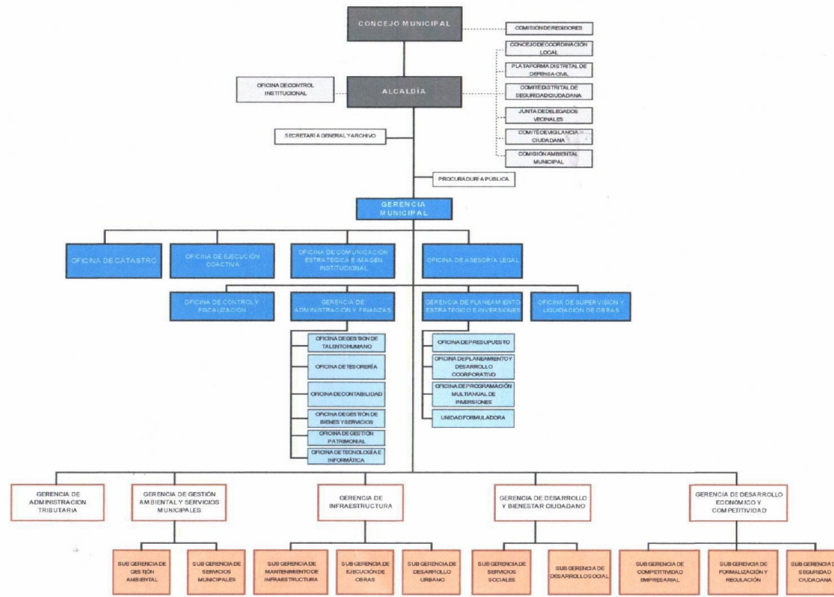 CONCEJO MUNICIPAL
COMISION DE REGIDORES
CONCEJO DE COORDINACIÓN
LOCAL
PLATAFORMA DISTRITAL DE
DEFENSA CIVIL
OFICINA DE CONTROL
INSTITUCIONAL
ALCALDÍA
COMITÉ DISTRITAL DE
SEGURIDAD CIUDADANA
JUNTA DE DELEGADOS
VECINALES
SECRETARÍA GENERAL Y ARCHIVO
COMITÉ DE VIGILANCIA
CIUDADANA
COMISIÓN AMBIENTAL
MUNICIPAL
PROCURADURÍA PÚBLICA
GERENCIA
MUNICIPAL
OFICINA DE CATASTRO
OFICINA DE EJECUCIÓN
COACTIVA
OFICINA DE COMUNICACIÓN
ESTRATÉGICA E IMAGEN
INSTITUCIONAL
OFICINA DE ASESORÍA LEGAL
OFICINA DE CONTROL Y
FISCALIZACIÓN
GERENCIA DE
ADMINISTRACIÓN Y FINANZAS
GERENCIA DE PLANEAMIENTO
ESTRATÉGICO E INVERSIONES
OFICINA DE SUPERVISIÓN Y
LIQUIDACIÓN DE OBRAS
OFICINA DE GESTIÓN DE
TALENTO HUMANO
OFICINA DE TESORERÍA
OFICINA DE CONTABILIDAD
OFICINA DE GESTIÓN DE
BIENES Y SERVICIOS
OFICINA DE GESTIÓN
PATRIMONIAL
OFICINA DE TECNOLOGÍA E
INFORMÁTICA
OFICINA DE PRESUPUESTO
OFICINA DE PLANEAMIENTO Y
DESARROLLO
OCORPORATIVO
OFICINA DE PROGRAMACIÓN
MULTIANUAL DE
INVERSIONES
UNIDAD FORMULADORA
GERENCIA DE
ADMINISTRACION
TRIBUTARIA
GERENCIA DE GESTIÓN
AMBIENTAL Y SERVICIOS
MUNICIPALES
GERENCIA DE
INFRAESTRUCTURA
GERENCIA DE DESARROLLO
Y BIENESTAR CIUDADANO
GERENCIA DE DESARROLLO
ECONÓMICO Y
COMPETITIVIDAD
SUB GERENCIA DE
GESTIÓN
AMBIENTAL
SUB GERENCIA DE
SERVICIOS
MUNICIPALES
SUB GERENCIA DE
MANTENIMIENTO DE
INFRAESTRUCTURA
SUB GERENCIA DE
EJECUCIÓN DE
OBRAS
SUB GERENCIA DE
DESARROLLO
URBANO
SUB GERENCIA DE
SERVICIOS
SOCIALES
SUB GERENCIA DE
DESARROLLO SOCIAL
SUB GERENCIA DE
COMPETITIVIDAD
EMPRESARIAL
SUB GERENCIA DE
FORMALIZACIÓN Y
REGULACIÓN
SUB GERENCIA DE
SEGURIDAD
CIUDADANA